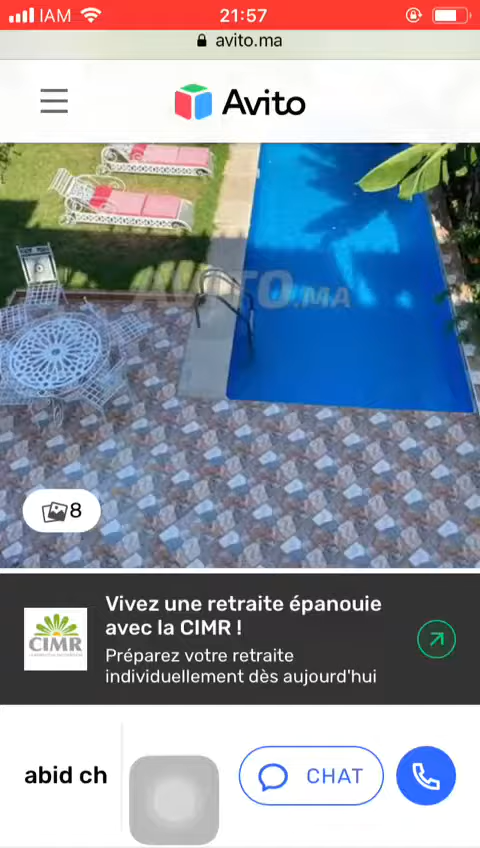 IAM 21:57
avito.ma
Avito
AVITO.MA
8
CIMR
Vivez une retraite épanouie
avec la CIMR !
Préparez votre retraite
individuellement dès aujourd'hui
abid ch
CHAT